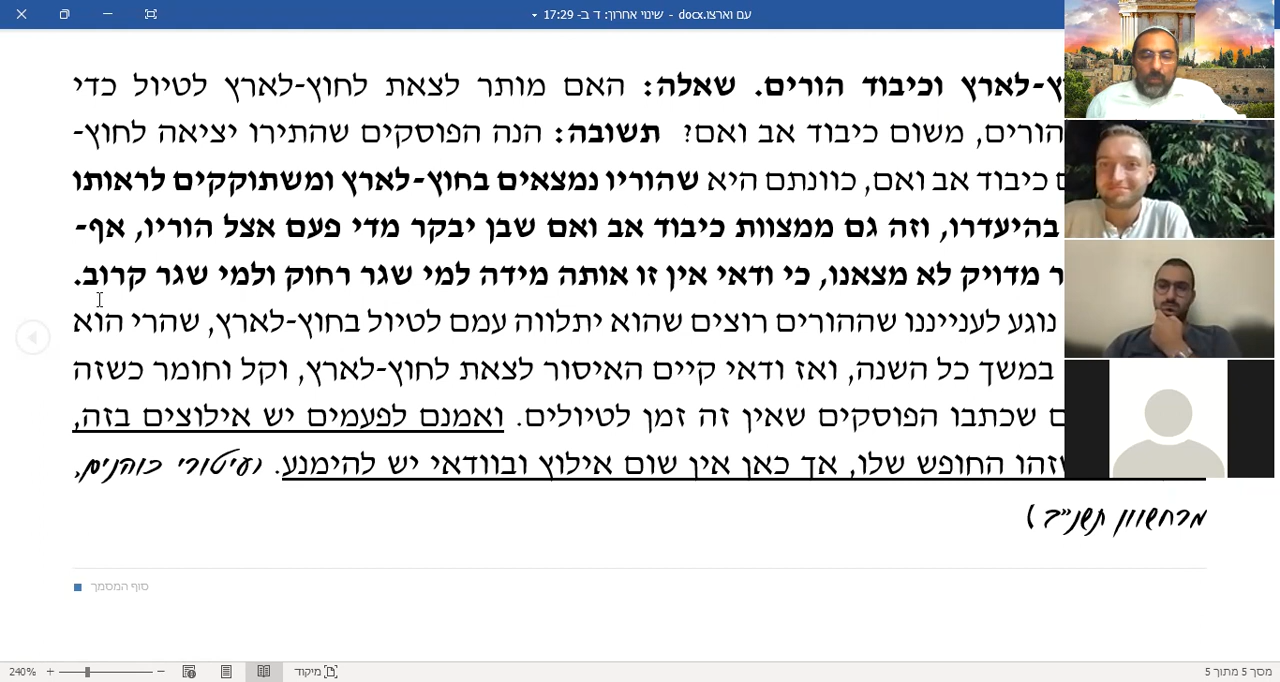 עם וארצו.docx - שינוי אחרון: ד ב- 17:29
ץ-לארץ וכיבוד הורים. שאלה: האם מותר לצאת לחוץ-לארץ לטיול כדי
הורים, משום כיבוד אב ואם? תשובה: הנה הפוסקים שהתירו יציאה לחוץ-
כיבוד אב ואם, כוונתם היא שהוריו נמצאים בחוץ-לארץ ומשתוקקים לראותו
בהיעדרו, וזה גם ממצוות כיבוד אב ואם שבן יבקר מדי פעם אצל הוריו, אף-
מדויק לא מצאנו, כי ודאי אין זו אותה מידה למי שגר רחוק ולמי שגר קרוב.
נוגע לענייננו שההורים רוצים שהוא יתלווה עמם לטיול בחוץ-לארץ, שהרי הוא
במשך כל השנה, ואז ודאי קיים האיסור לצאת לחוץ-לארץ, וקל וחומר כשזה
שכתבו הפוסקים שאין זה זמן לטיולים. ואמנם לפעמים יש אילוצים בזה,
שזהו החופש שלו, אך כאן אין שום אילוץ ובוודאי יש להימנע. (עיטורי כוהנים,
מרחשוון תשנ"ב)
סוף המסמך
מסך 5 מתוך 5
מיקוד
240%